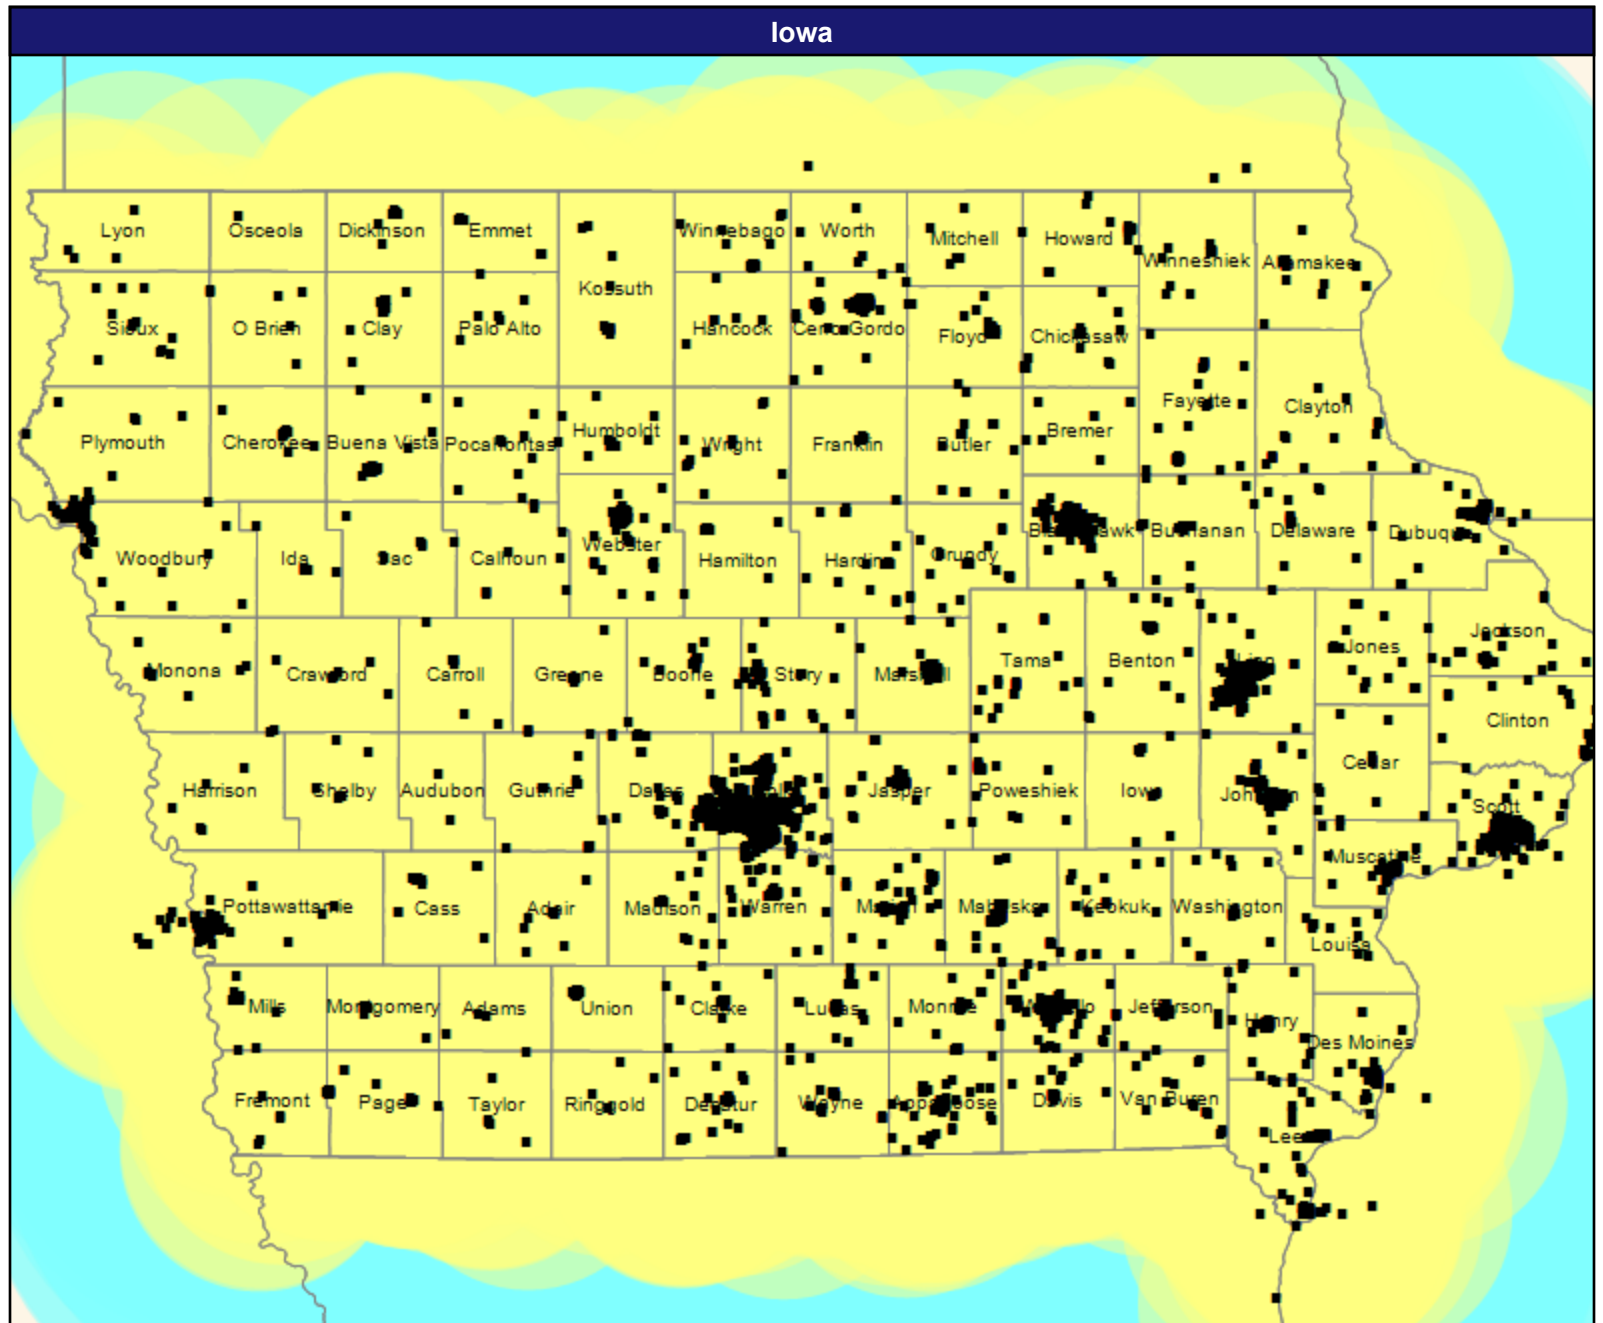 Iowa
Lyon
Osceola
Dickinson
Emmet
Kossuth
Winnebago
Worth
Mitchell
Howard
Winneshiek
Allamakee
Sioux
O Brien
Clay
Palo Alto
Hancock
Cerro Gordo
Floyd
Chickasaw
Fayette
Clayton
Plymouth
Cherokee
Buena Vista
Pocahontas
Humboldt
Wright
Franklin
Butler
Bremer
Woodbury
Ida
Sac
Calhoun
Webster
Hamilton
Hardin
Grundy
Black Hawk
Buchanan
Delaware
Dubuque
Monona
Crawford
Carroll
Greene
Boone
Story
Marshall
Tama
Benton
Linn
Jones
Jackson
Clinton
Harrison
Shelby
Audubon
Guthrie
Dallas
Polk
Jasper
Poweshiek
Iowa
Johnson
Cedar
Scott
Muscatine
Pottawattamie
Cass
Adair
Madison
Warren
Marion
Mahaska
Keokuk
Washington
Louisa
Mills
Montgomery
Adams
Union
Clarke
Lucas
Monroe
Wapello
Jefferson
Henry
Des Moines
Fremont
Page
Taylor
Ringgold
Decatur
Wayne
Appanoose
Davis
Van Buren
Lee